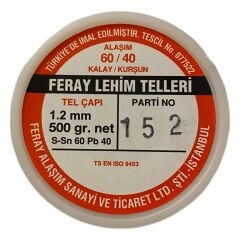 TÜRKİYE'DE İMAL EDİLMİŞTİR. TESCİL No: 077522
ALAŞIM
60 / 40
KALAY / KURŞUN
FERAY LEHİM TELLERİ
TEL ÇAPI
PARTİ NO
1.2 mm
500 gr. net
152
S-Sn 60 Pb 40
TS EN ISO 9453
FERAY ALAŞIM SANAYİ VE TİCARET LTD. ŞTİ.-İSTANBUL